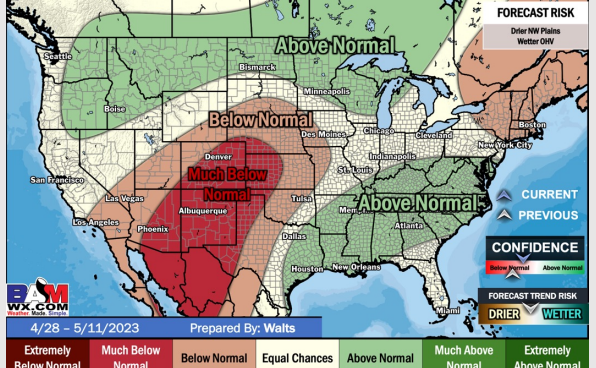 FORECAST RISK
Drier NW Plains
Wetter OHV
Above Normal
Seattle
Bismarck
Minneapolis
Boise
Below Normal
Des Moines
Chicago
Cleveland
Boston
New York City
Denver
Indianapolis
St. Louis
San Francisco
Much Below
Normal
Las Vegas
Tulsa
Above Normal
CURRENT
Los Angeles
Albuquerque
Atlanta
PREVIOUS
Phoenix
Dallas
CONFIDENCE
Houston
New Orleans
Below Normal
Above Normal
BAM
WX.COM
Weather. Made. Simple.
Miami
FORECAST TREND RISK
DRIER
WETTER
4/28 – 5/11/2023
Prepared By: Walts
Extremely
Below Normal
Much Below
Normal
Below Normal
Equal Chances
Above Normal
Much Above
Normal
Extremely
Above Normal